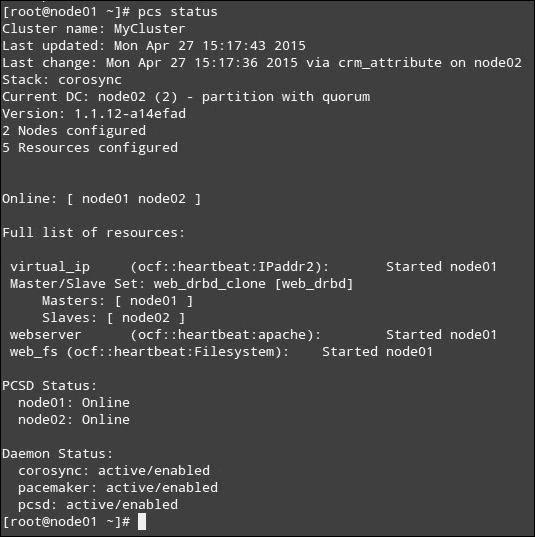 [root@node01 ~]# pcs status
Cluster name: MyCluster
Last updated: Mon Apr 27 15:17:43 2015
Last change: Mon Apr 27 15:17:36 2015 via crm_attribute on node02
Stack: corosync
Current DC: node02 (2) - partition with quorum
Version: 1.1.12-a14efad
2 Nodes configured
5 Resources configured
Online: [ node01 node02 ]
Full list of resources:
virtual_ip     (ocf::heartbeat:IPaddr2):       Started node01
Master/Slave Set: web_drbd_clone [web_drbd]
Masters: [ node01 ]
Slaves: [ node02 ]
webserver      (ocf::heartbeat:apache):        Started node01
web_fs (ocf::heartbeat:Filesystem):    Started node01
PCSD Status:
node01: Online
node02: Online
Daemon Status:
corosync: active/enabled
pacemaker: active/enabled
pcsd: active/enabled
[root@node01 ~]#